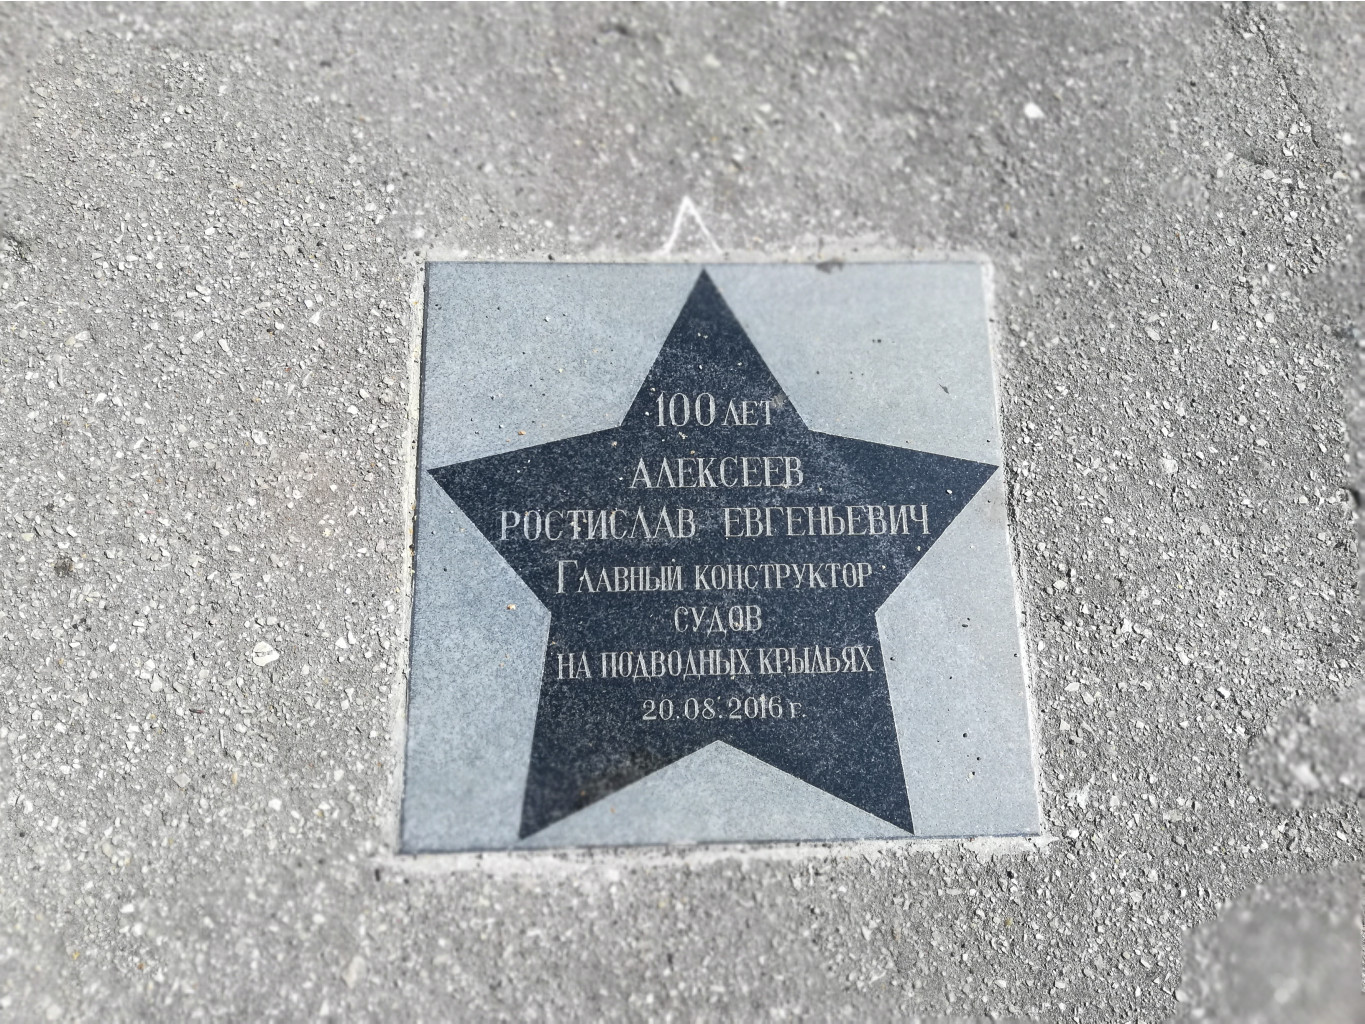 100 ЛЕТ
АЛЕКСЕЕВ
РОСТИСЛАВ ЕВГЕНЬЕВИЧ
ГЛАВНЫЙ КОНСТРУКТОР
СУДОВ
НА ПОДВОДНЫХ КРЫЛЬЯХ
20.08.2016 г.